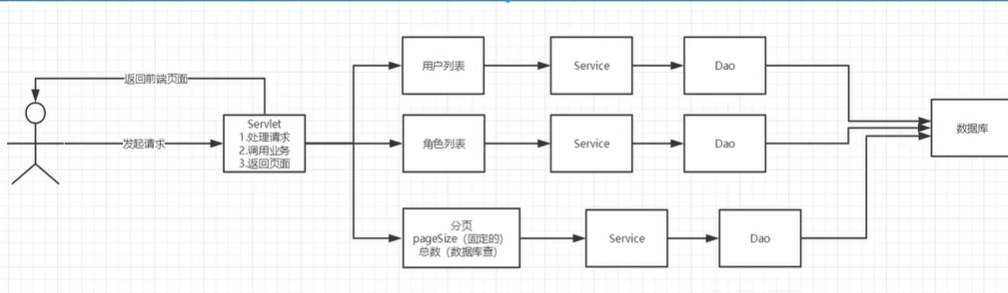 用户列表
Service
Dao
返回前端页面
Servlet
1.处理请求
2.调用业务
3.返回页面
发起请求
角色列表
Service
Dao
数据库
分页
pageSize（固定的）
总数（数据库查）
Service
Dao